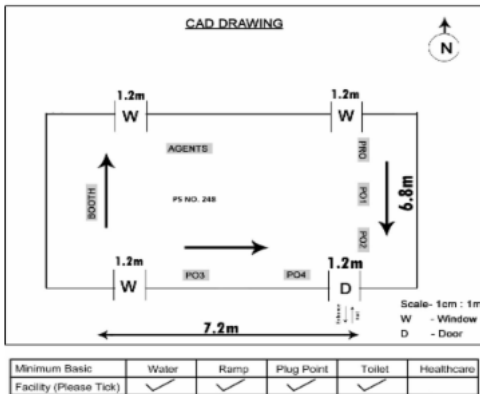 CAD DRAWING
N
1.2m
1.2m
W
W
AGENTS
PRO
BOOTH
PS NO. 248
PO1
6.8m
PO2
1.2m
1.2m
PO3
PO4
W
D
Scale- 1cm : 1m
W - Window
D - Door
7.2m
Minimum Basic Facility (Please Tick)
Water
Ramp
Plug Point
Toilet
Healthcare